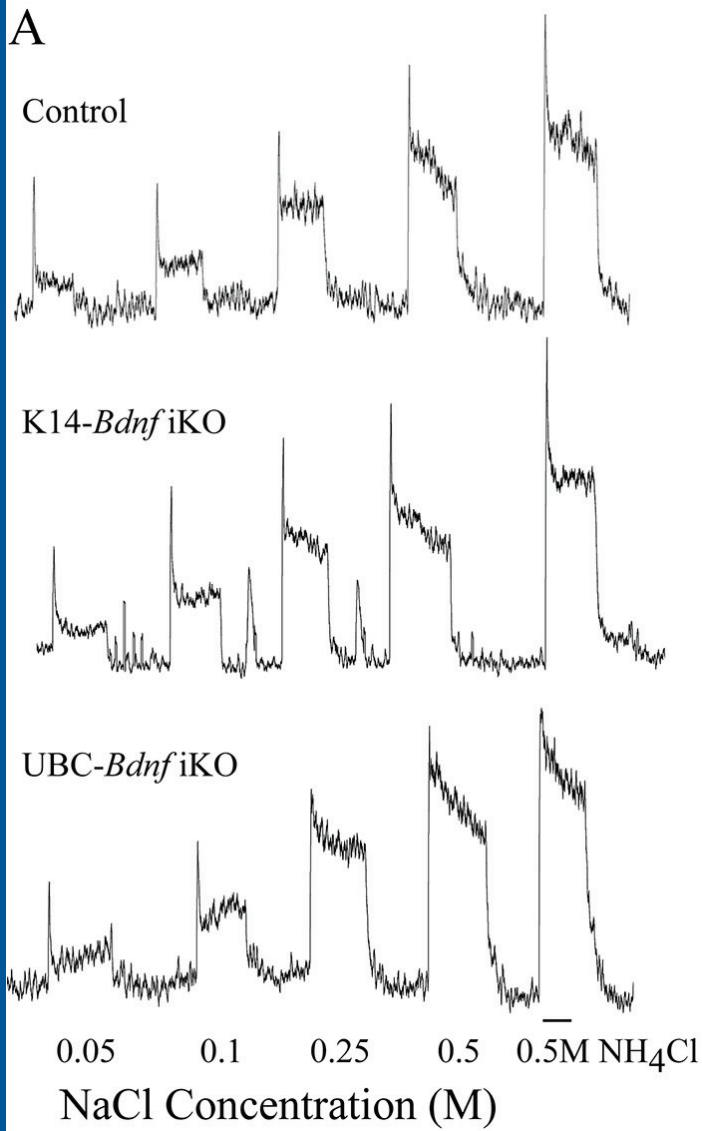 A
Control
K14-Bdnf iKO
UBC-Bdnf iKO
0.05 0.1 0.25 0.5 0.5M NH₄Cl
NaCl Concentration (M)